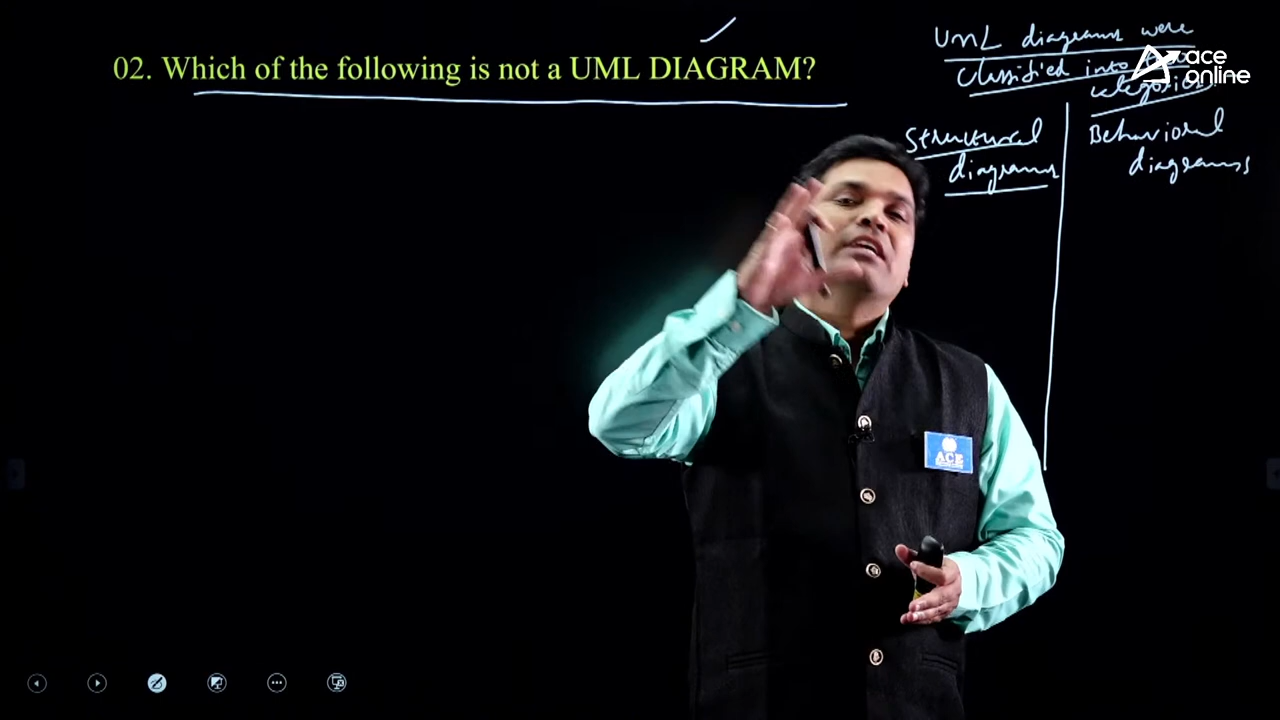 02. Which of the following is not a UML DIAGRAM?
UML diagrams were
classified into
categories
Structural
diagrams
Behavioral
diagrams
ace
online
ACE